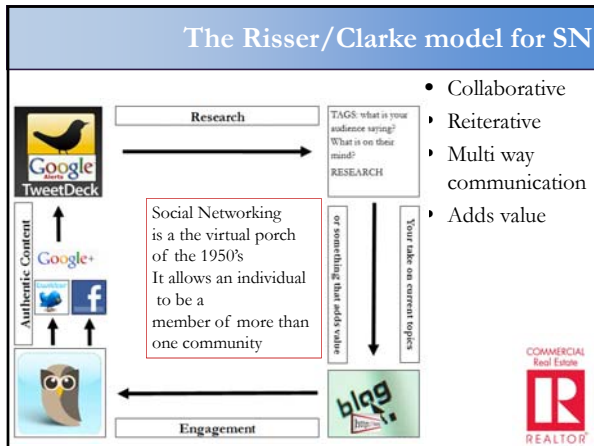 The Risser/Clarke model for SN
Research
Google
Alerts
TweetDeck
TAGS: what is your
audience saying?
What is on their
mind?
RESEARCH
• Collaborative
• Reiterative
• Multi way
communication
• Adds value
Authentic Content
Google+
Social Networking
is a the virtual porch
of the 1950's
It allows an individual
to be a
member of more than
one community
Your take on current topics
or something that adds value
blog
Engagement
COMMERCIAL
Real Estate
R
REALTOR®